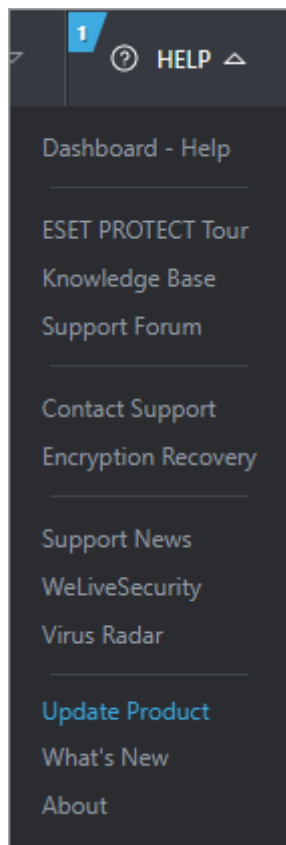 1
HELP
Dashboard - Help
ESET PROTECT Tour
Knowledge Base
Support Forum
Contact Support
Encryption Recovery
Support News
WeLiveSecurity
Virus Radar
Update Product
What's New
About